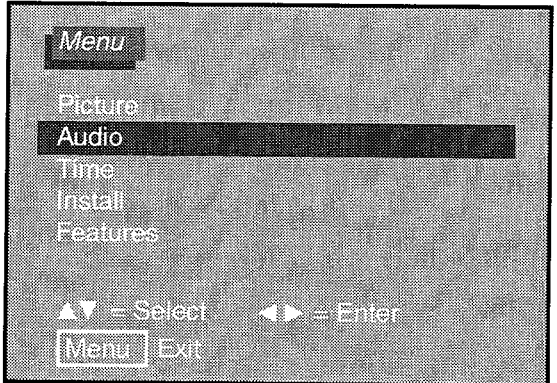 Menu
Picture
Audio
Time
Install
Features
▲▼ = Select ◀▶ = Enter
Menu Exit